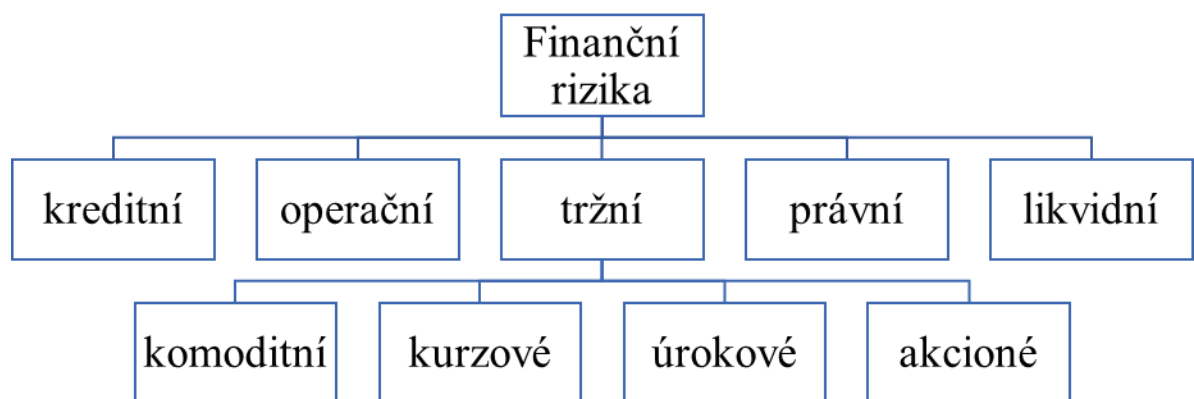 Finanční
rizika
kreditní
operační
tržní
právní
likvidní
komoditní
kurzové
úrokové
akcioné